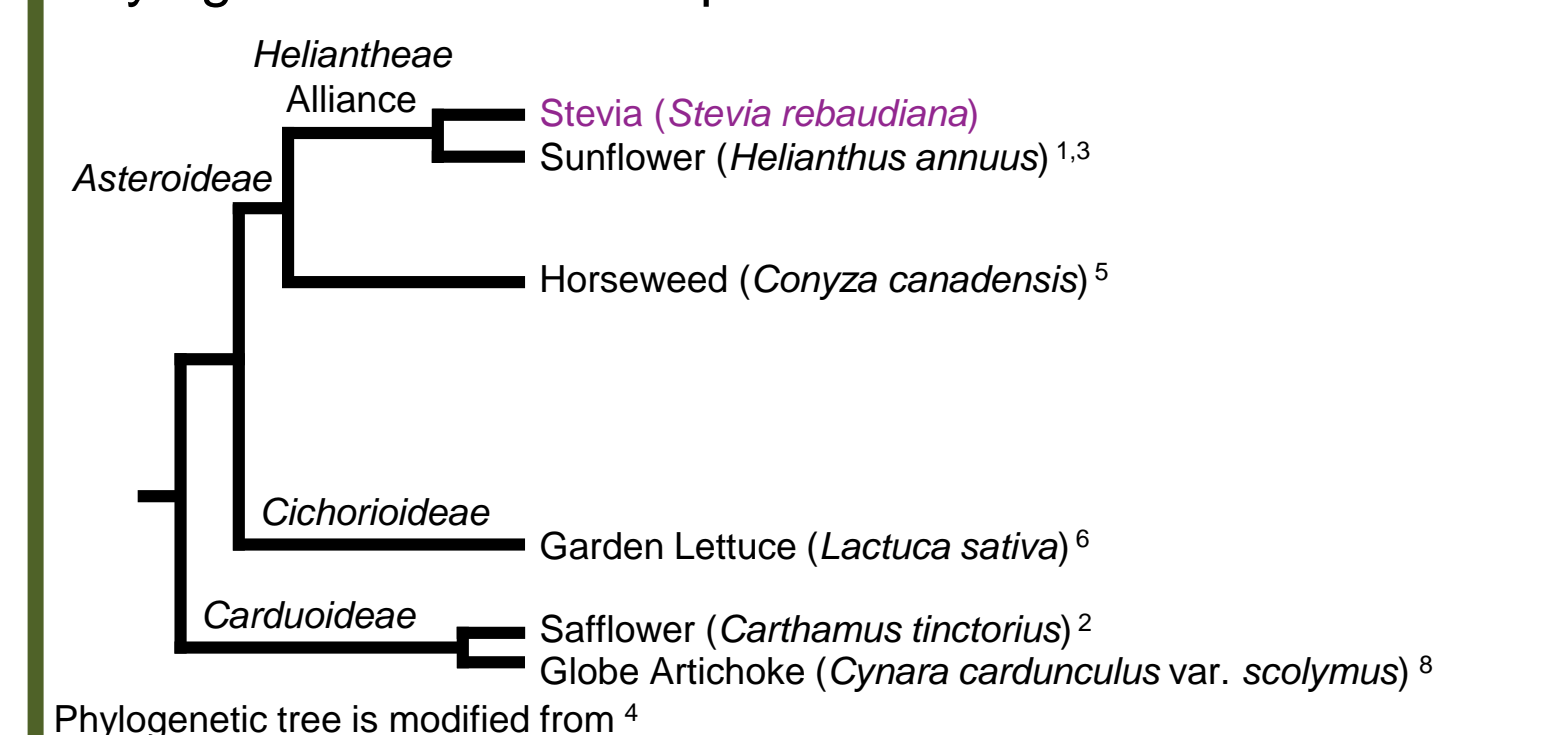 Heliantheae
Alliance
Stevia (Stevia rebaudiana)
Sunflower (Helianthus annuus) 1,3
Asteroideae
Horseweed (Conyza canadensis) 5
Cichorioideae
Garden Lettuce (Lactuca sativa) 6
Carduoideae
Safflower (Carthamus tinctorius) 2
Globe Artichoke (Cynara cardunculus var. scolymus) 8
Phylogenetic tree is modified from 4